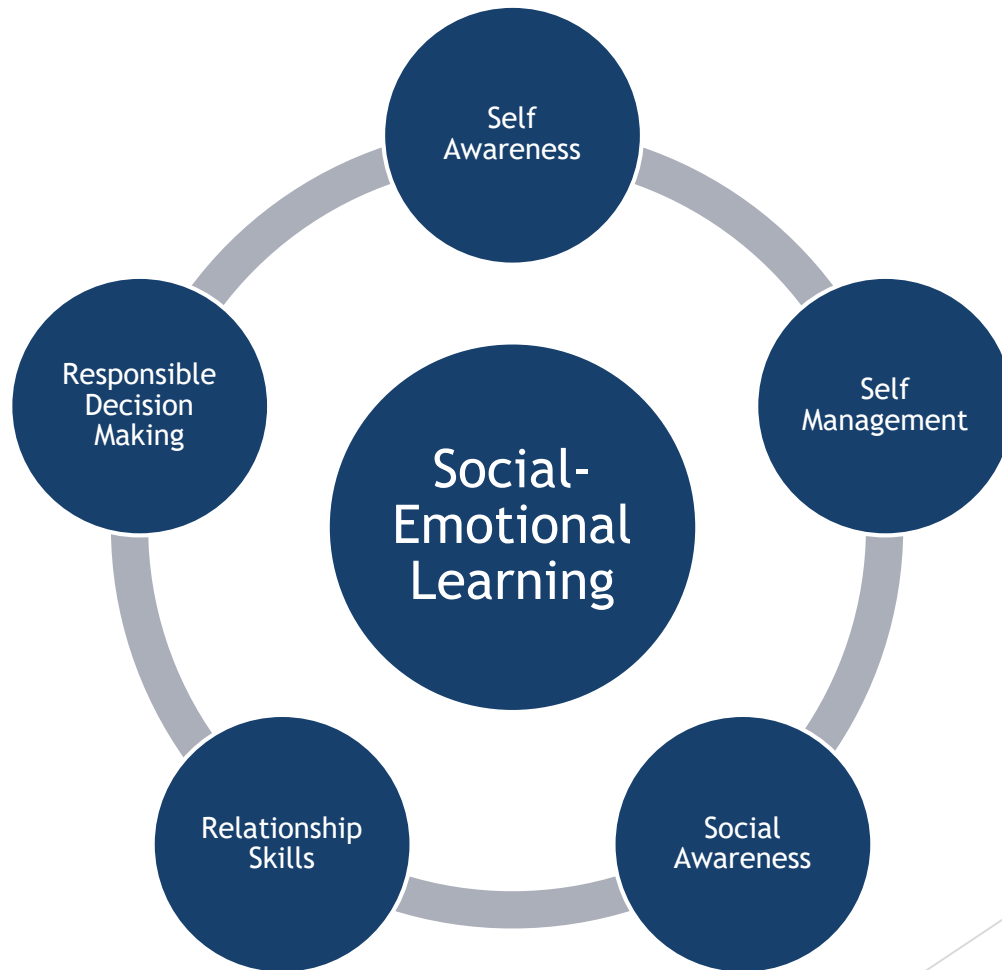 Self
Awareness
Self
Management
Social
Awareness
Relationship
Skills
Responsible
Decision
Making
Social-
Emotional
Learning